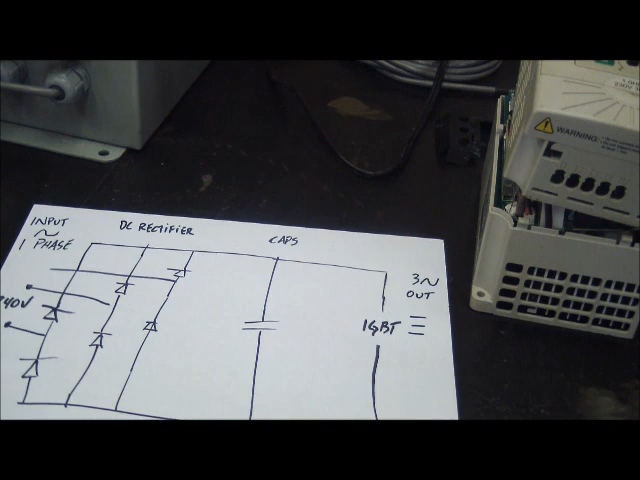 INPUT
~
1 PHASE
DC RECTIFIER
CAPS
240V
3~
OUT
IGBT
WARNING